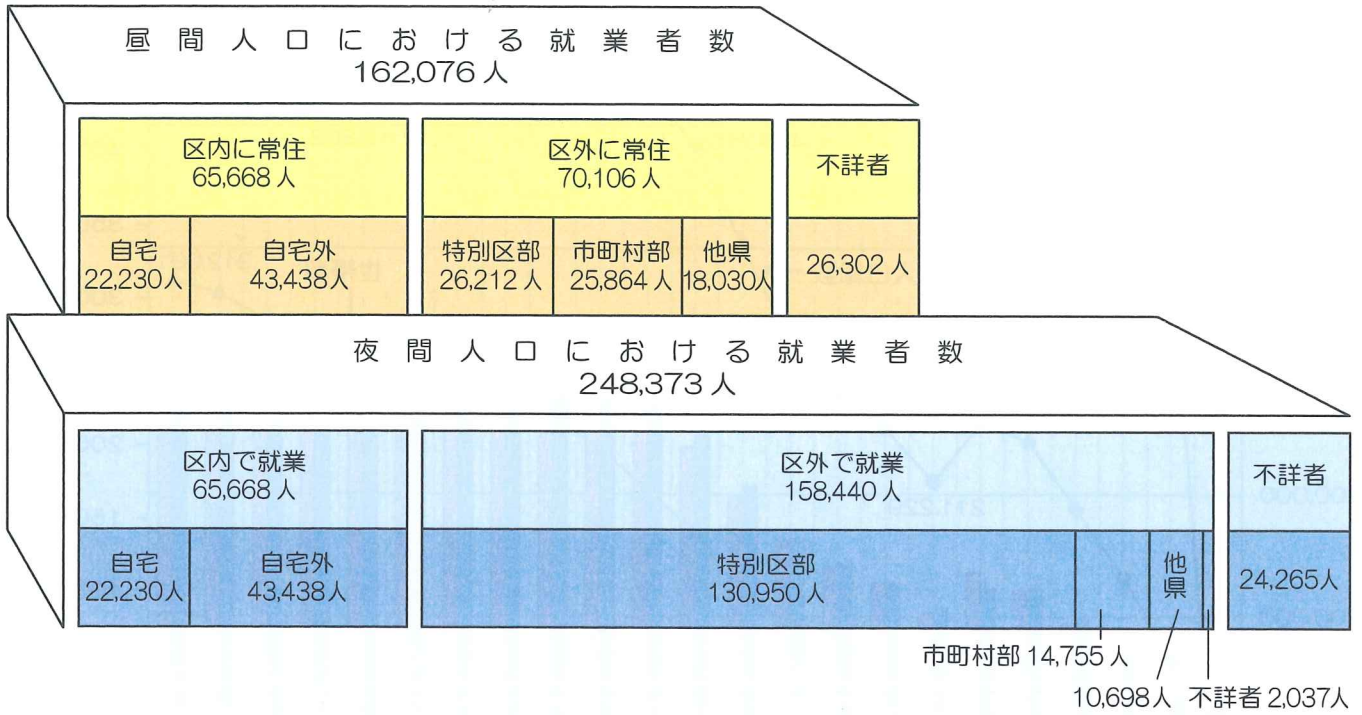 昼間人口における就業者数
162,076人
区内に常住
65,668人
区外に常住
70,106人
不詳者
自宅
22,230人
自宅外
43,438人
特別区部
26,212人
市町村部
25,864人
他県
18,030人
26,302人
夜間人口における就業者数
248,373人
区内で就業
65,668人
区外で就業
158,440人
不詳者
自宅
22,230人
自宅外
43,438人
特別区部
130,950人
他県
24,265人
市町村部 14,755人
10,698人 不詳者 2,037人